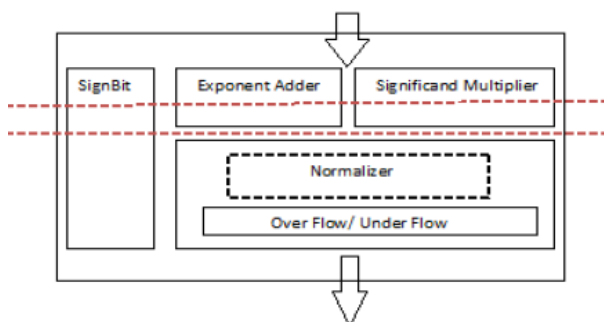 SignBit
Exponent Adder
Significand Multiplier
Normalizer
Over Flow/ Under Flow